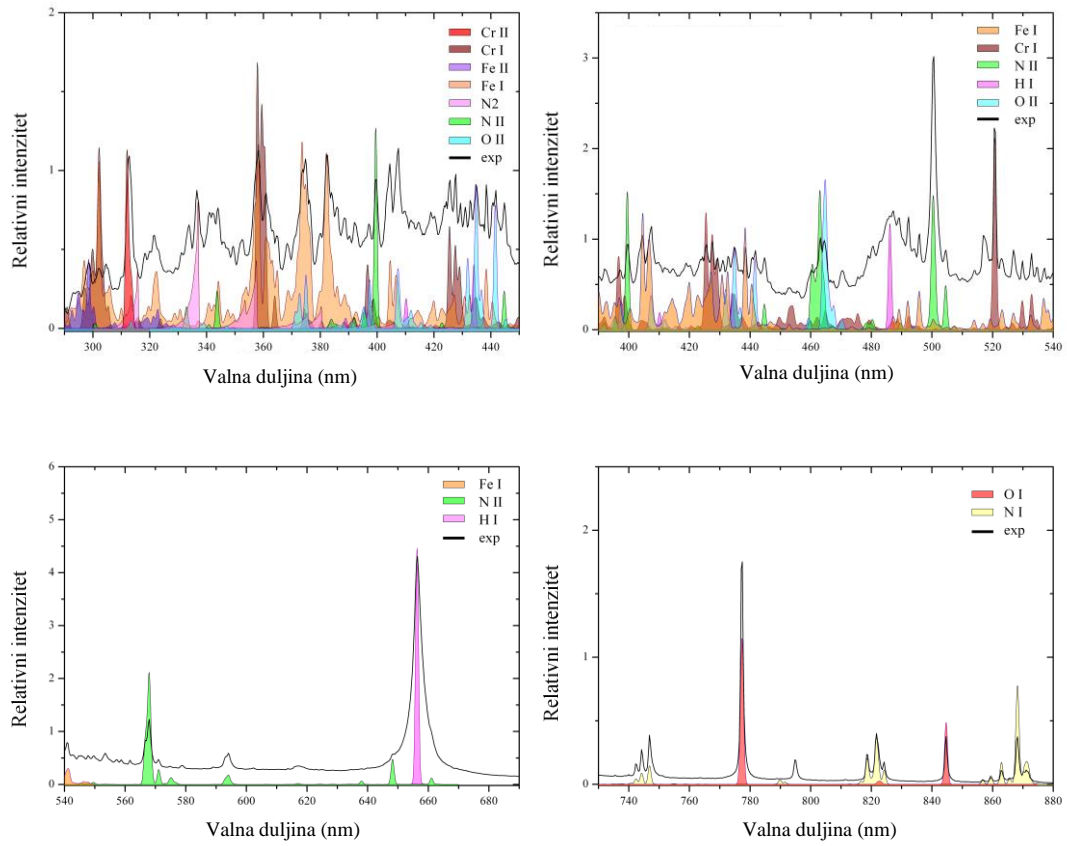 2
1
0
300
320
340
360
380
400
420
440
Relativni intenzitet
Valna duljina (nm)
Cr II
Cr I
Fe II
Fe I
N2
N II
O II
exp
3
2
1
0
400
420
440
460
480
500
520
540
Relativni intenzitet
Valna duljina (nm)
Fe I
Cr I
N II
H I
O II
exp
6
5
4
3
2
1
0
540
560
580
600
620
640
660
680
Relativni intenzitet
Valna duljina (nm)
Fe I
N II
H I
exp
2
1
0
740
760
780
800
820
840
860
880
Relativni intenzitet
Valna duljina (nm)
O I
N I
exp